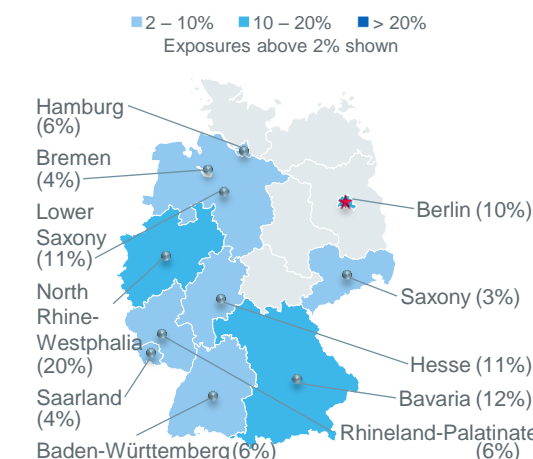 2 – 10% 10 – 20% > 20%
Exposures above 2% shown
Hamburg
(6%)
Bremen
(4%)
Lower
Saxony
(11%)
North
Rhine-
Westphalia
(20%)
Saarland
(4%)
Baden-Württemberg(6%)
Berlin (10%)
Saxony (3%)
Hesse (11%)
Bavaria (12%)
Rhineland-Palatinate
(6%)